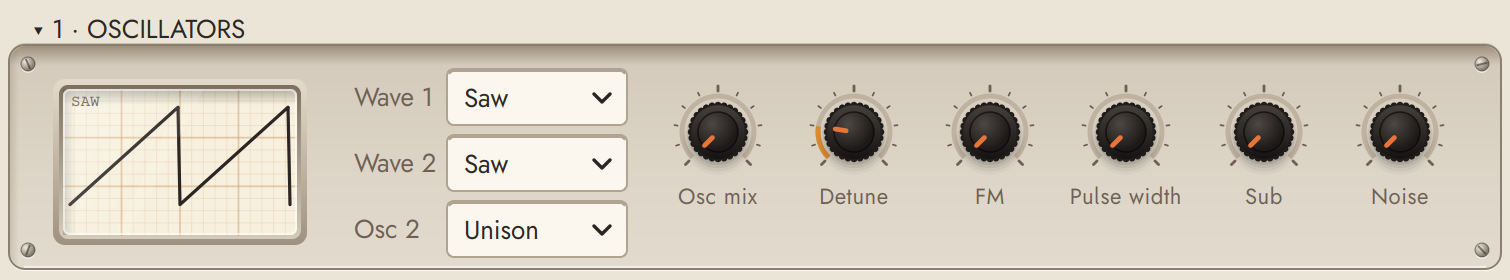 ▾ 1 · OSCILLATORS
SAW
Wave 1 Saw
Wave 2 Saw
Osc 2 Unison
Osc mix Detune FM Pulse width Sub Noise